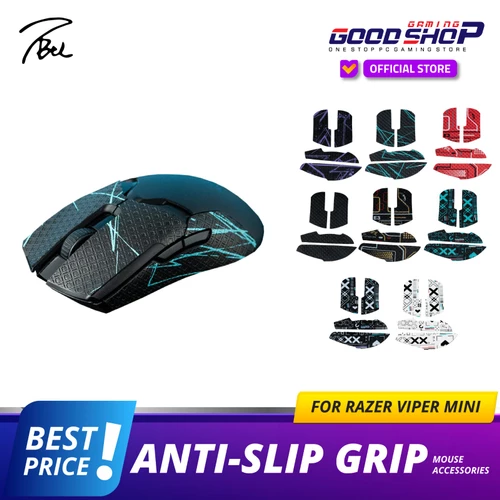 GAMING
GOOD SHOP
ONE STOP PC GAMING STORE
OFFICIAL STORE
FOR RAZER VIPER MINI
BEST
PRICE!
ANTI-SLIP GRIP
MOUSE
ACCESSORIES